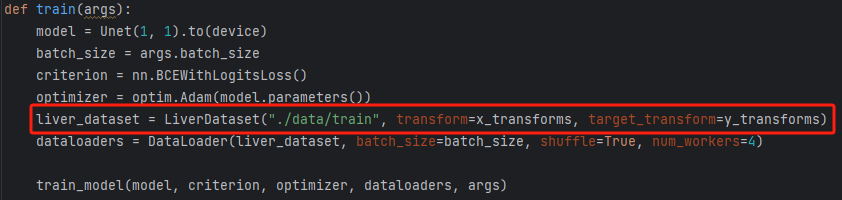 def train(args):
    model = Unet(1, 1).to(device)
    batch_size = args.batch_size
    criterion = nn.BCEWithLogitsLoss()
    optimizer = optim.Adam(model.parameters())
    liver_dataset = LiverDataset("./data/train", transform=x_transforms, target_transform=y_transforms)
    dataloaders = DataLoader(liver_dataset, batch_size=batch_size, shuffle=True, num_workers=4)
    train_model(model, criterion, optimizer, dataloaders, args)